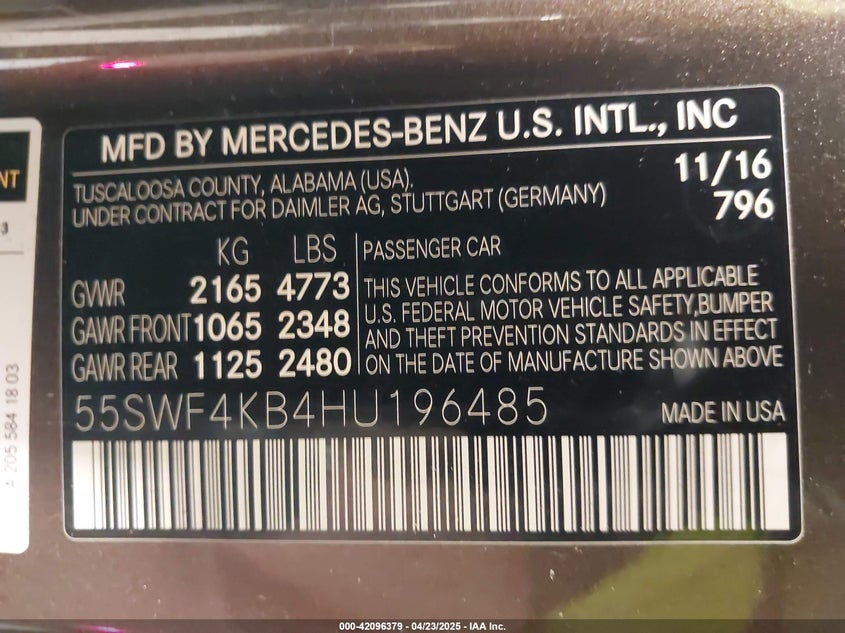 MFD BY MERCEDES-BENZ U.S. INTL., INC
TUSCALOOSA COUNTY, ALABAMA (USA).
UNDER CONTRACT FOR DAIMLER AG, STUTTGART (GERMANY)
11/16
796
KG LBS
GVWR 2165 4773
GAWR FRONT 1065 2348
GAWR REAR 1125 2480
PASSENGER CAR
THIS VEHICLE CONFORMS TO ALL APPLICABLE
U.S. FEDERAL MOTOR VEHICLE SAFETY,BUMPER
AND THEFT PREVENTION STANDARDS IN EFFECT
ON THE DATE OF MANUFACTURE SHOWN ABOVE
55SWF4KB4HU196485
MADE IN USA
A 205 584 18 03
000-42096379 - 04/23/2025 - IAA Inc.